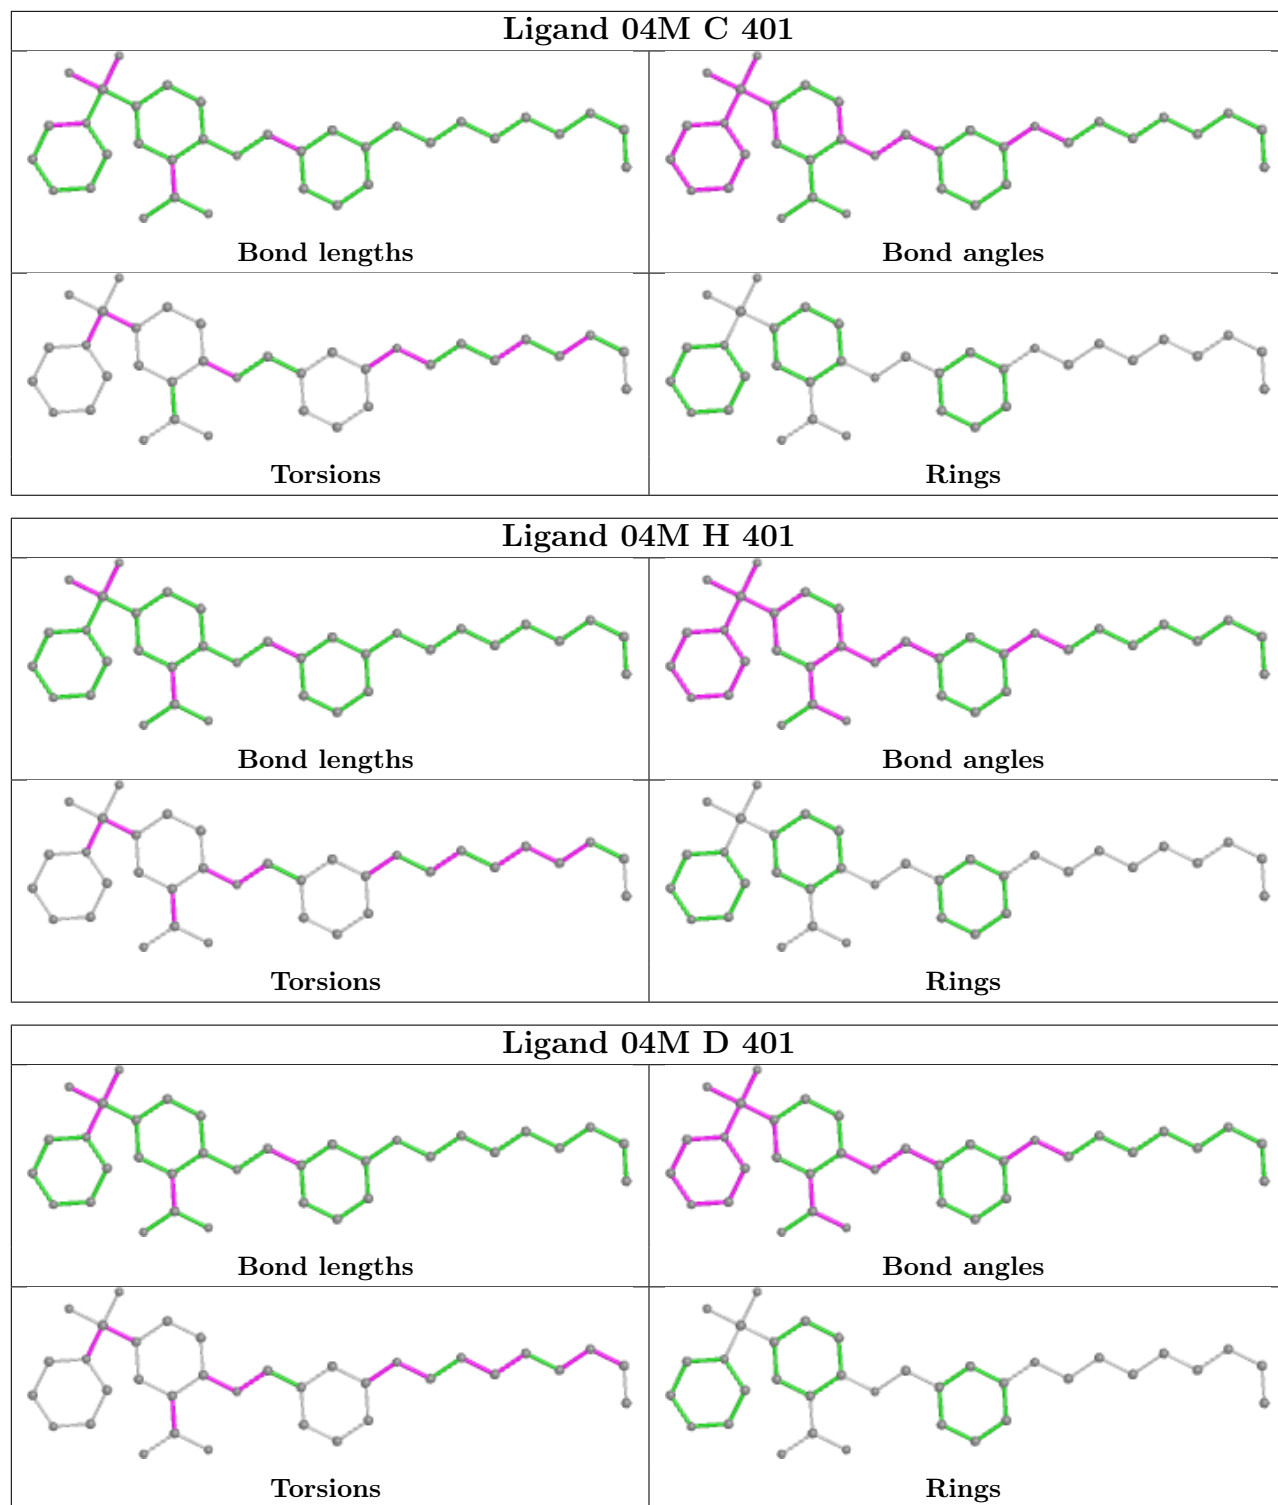 Ligand 04M C 401
Bond lengths
Bond angles
Torsions
Rings
Ligand 04M H 401
Bond lengths
Bond angles
Torsions
Rings
Ligand 04M D 401
Bond lengths
Bond angles
Torsions
Rings